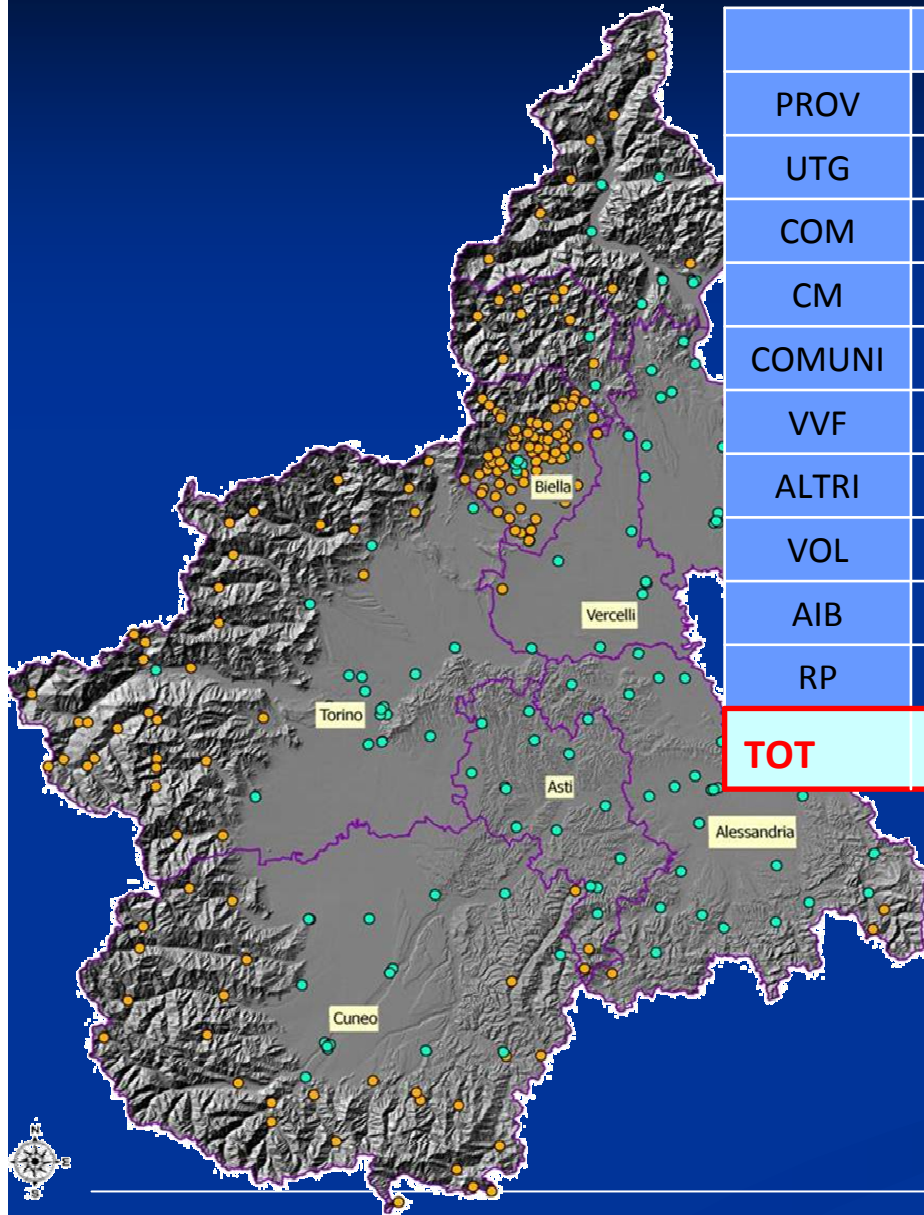 PROV
UTG
COM
CM
COMUNI
VVF
ALTRI
VOL
AIB
RP
TOT
Biella
Vercelli
Torino
Asti
Alessandria
Cuneo
N
E
S